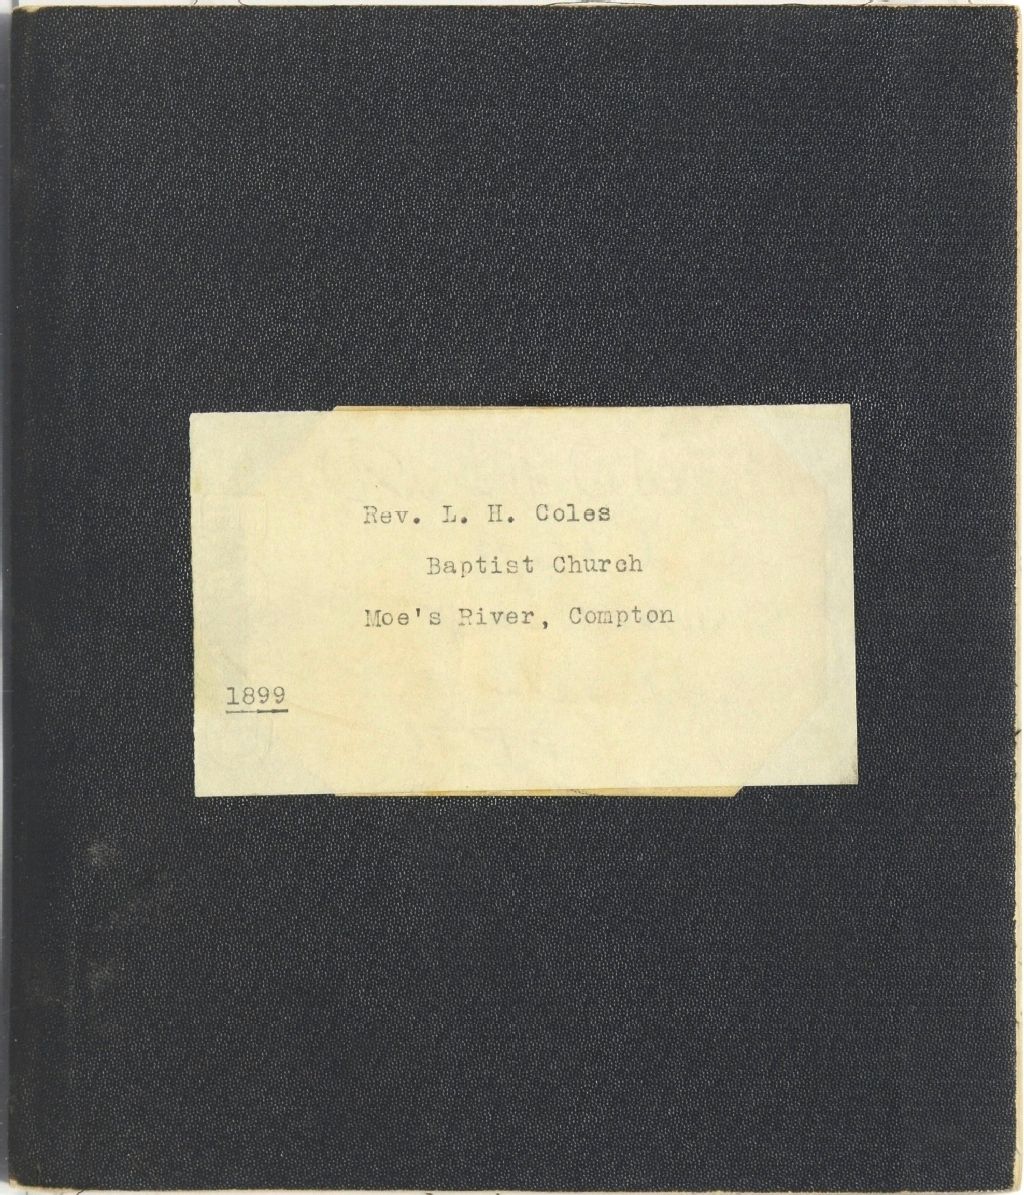 Rev. L. H. Coles
Baptist Church
Moe's River, Compton
1899